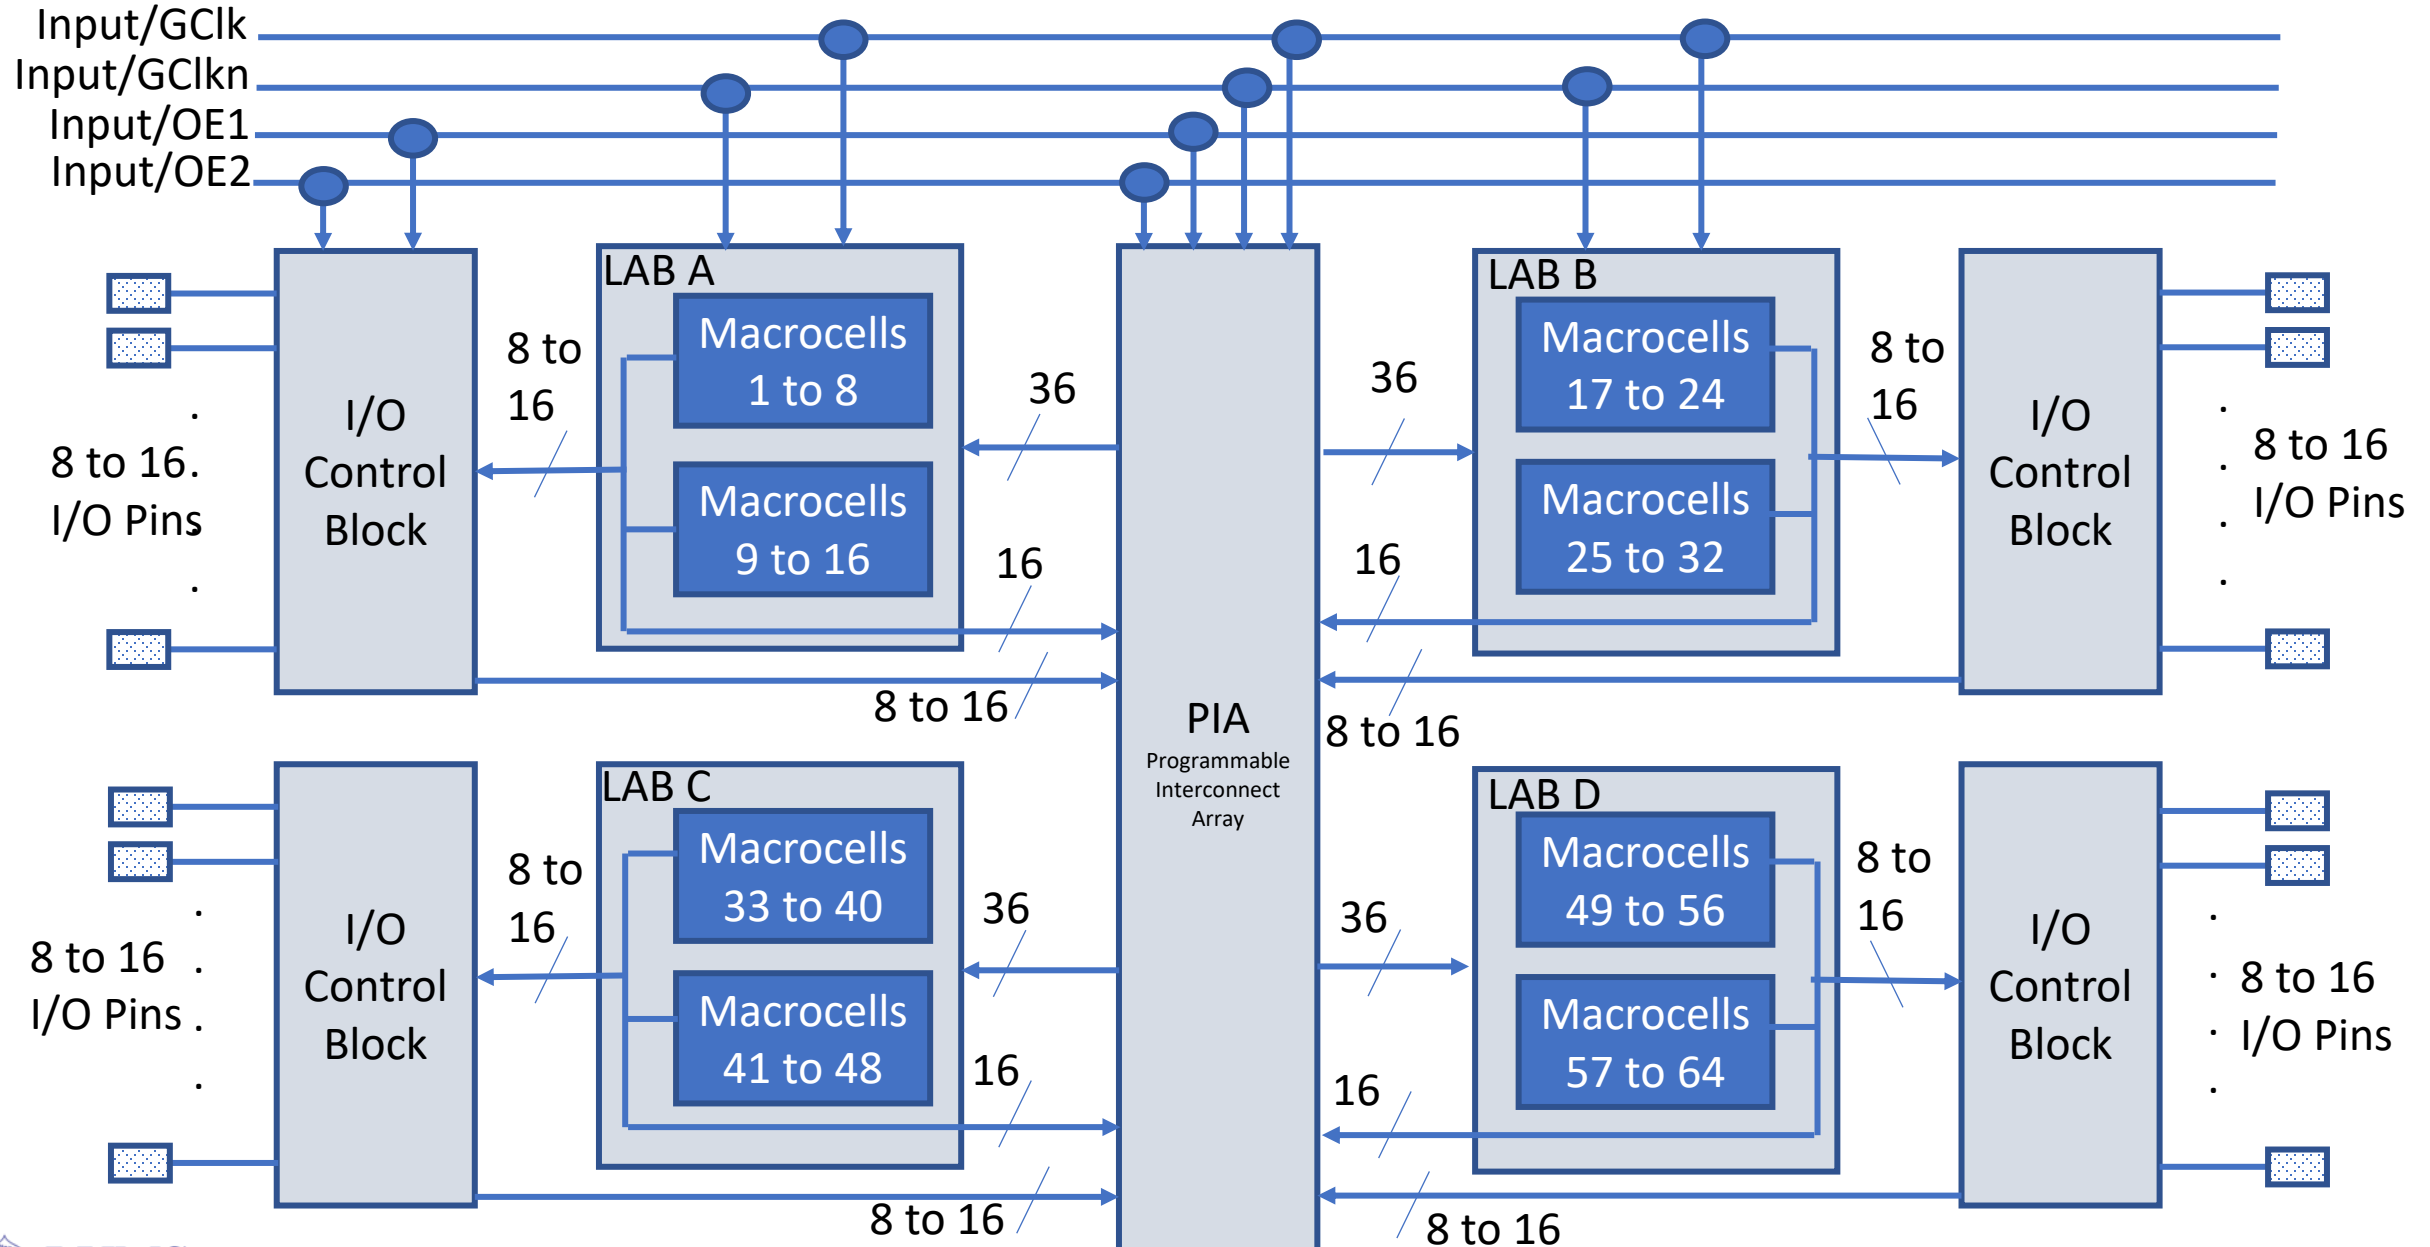 Input/GClk
Input/GClkn
Input/OE1
Input/OE2
8 to 16
I/O Pins
I/O
Control
Block
8 to
16
LAB A
Macrocells
1 to 8
Macrocells
9 to 16
36
16
8 to 16
PIA
Programmable
Interconnect
Array
36
16
8 to 16
LAB B
Macrocells
17 to 24
Macrocells
25 to 32
8 to
16
I/O
Control
Block
8 to 16
I/O Pins
8 to 16
I/O Pins
I/O
Control
Block
8 to
16
LAB C
Macrocells
33 to 40
Macrocells
41 to 48
36
16
8 to 16
36
16
8 to 16
LAB D
Macrocells
49 to 56
Macrocells
57 to 64
8 to
16
I/O
Control
Block
8 to 16
I/O Pins